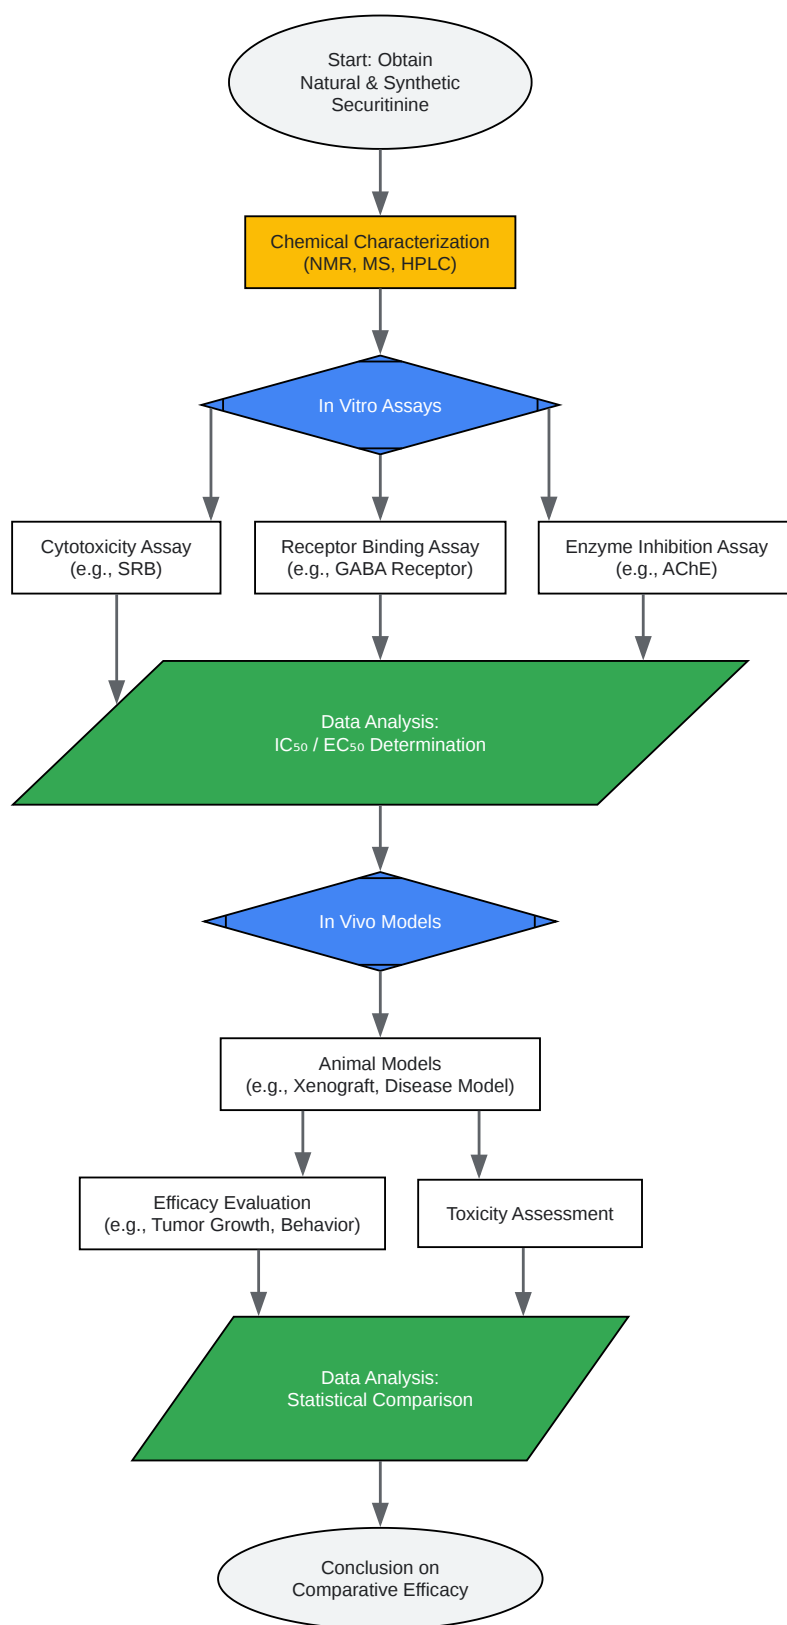 Start: Obtain
Natural & Synthetic
Securitinine
Chemical Characterization
(NMR, MS, HPLC)
In Vitro Assays
Cytotoxicity Assay
(e.g., SRB)
Receptor Binding Assay
(e.g., GABA Receptor)
Enzyme Inhibition Assay
(e.g., AChE)
Data Analysis:
IC₅₀ / EC₅₀ Determination
In Vivo Models
Animal Models
(e.g., Xenograft, Disease Model)
Efficacy Evaluation
(e.g., Tumor Growth, Behavior)
Toxicity Assessment
Data Analysis:
Statistical Comparison
Conclusion on
Comparative Efficacy